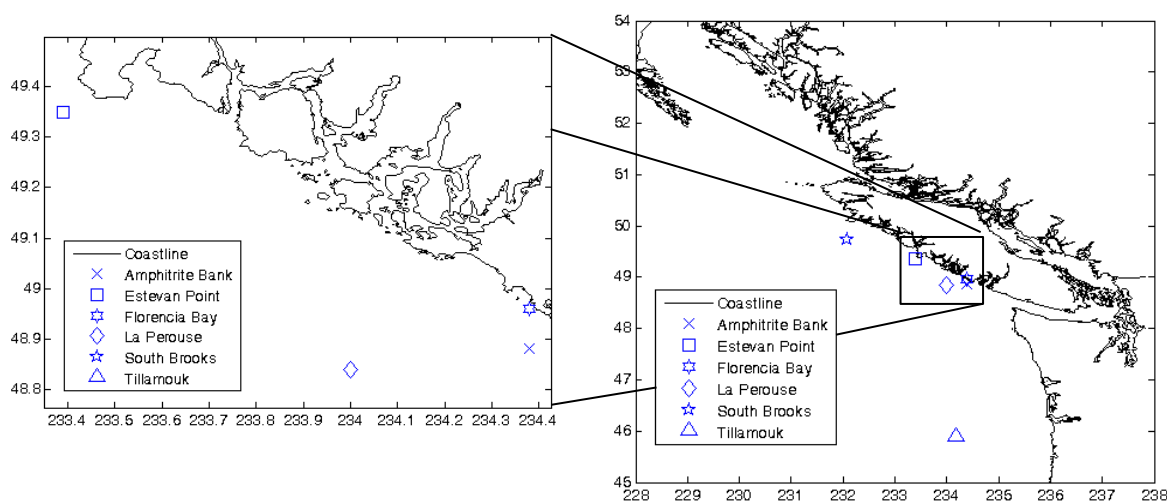 49.4
49.3
49.2
49.1
49
48.9
48.8
233.4 233.5 233.6 233.7 233.8 233.9 234 234.1 234.2 234.3 234.4
Coastline
Amphitrite Bank
Estevan Point
Florencia Bay
La Perouse
South Brooks
Tillamouk
54
53
52
51
50
49
48
47
46
45
228 229 230 231 232 233 234 235 236 237 238
Coastline
Amphitrite Bank
Estevan Point
Florencia Bay
La Perouse
South Brooks
Tillamouk